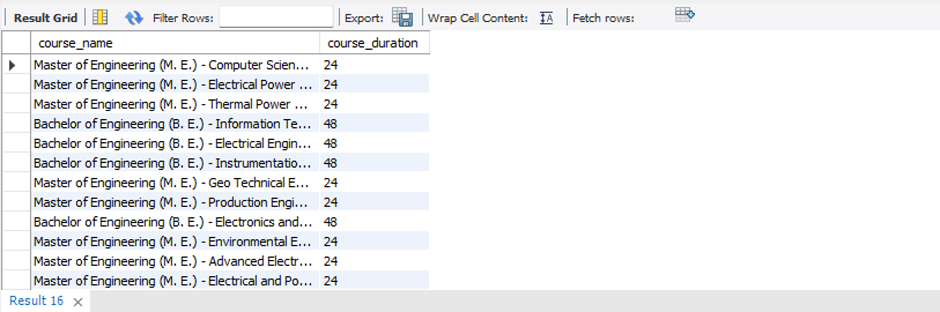 Result Grid Filter Rows: Export: Wrap Cell Content: Fetch rows:
course_name course_duration
Master of Engineering (M. E.) - Computer Scien... 24
Master of Engineering (M. E.) - Electrical Power ... 24
Master of Engineering (M. E.) - Thermal Power ... 24
Bachelor of Engineering (B. E.) - Information Te... 48
Bachelor of Engineering (B. E.) - Electrical Engin... 48
Bachelor of Engineering (B. E.) - Instrumentatio... 48
Master of Engineering (M. E.) - Geo Technical E... 24
Master of Engineering (M. E.) - Production Engi... 24
Bachelor of Engineering (B. E.) - Electronics and... 48
Master of Engineering (M. E.) - Environmental E... 24
Master of Engineering (M. E.) - Advanced Electr... 24
Master of Engineering (M. E.) - Electrical and Po... 24
Result 16